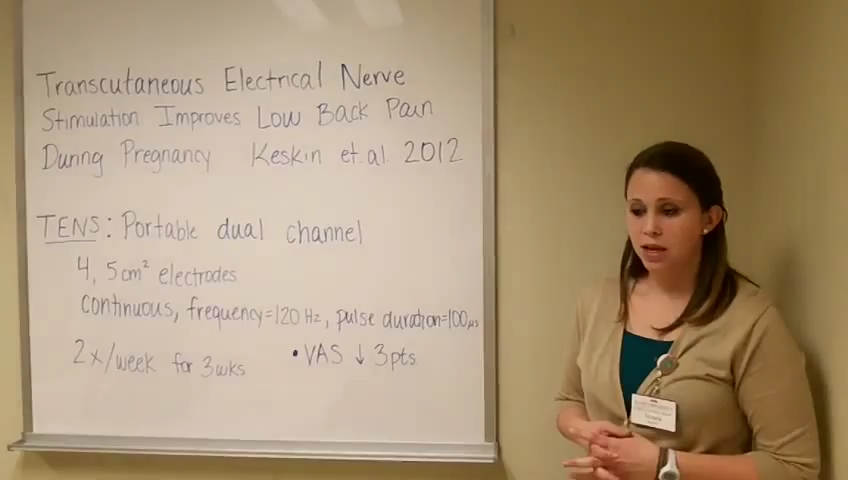 Transcutaneous Electrical Nerve
Stimulation Improves Low Back Pain
During Pregnancy Keskin et.al. 2012
TENS: Portable dual channel
4, 5cm² electrodes
continuous, frequency=120 Hz, pulse duration=100µs
2x/week for 3wks • VAS ↓ 3pts.